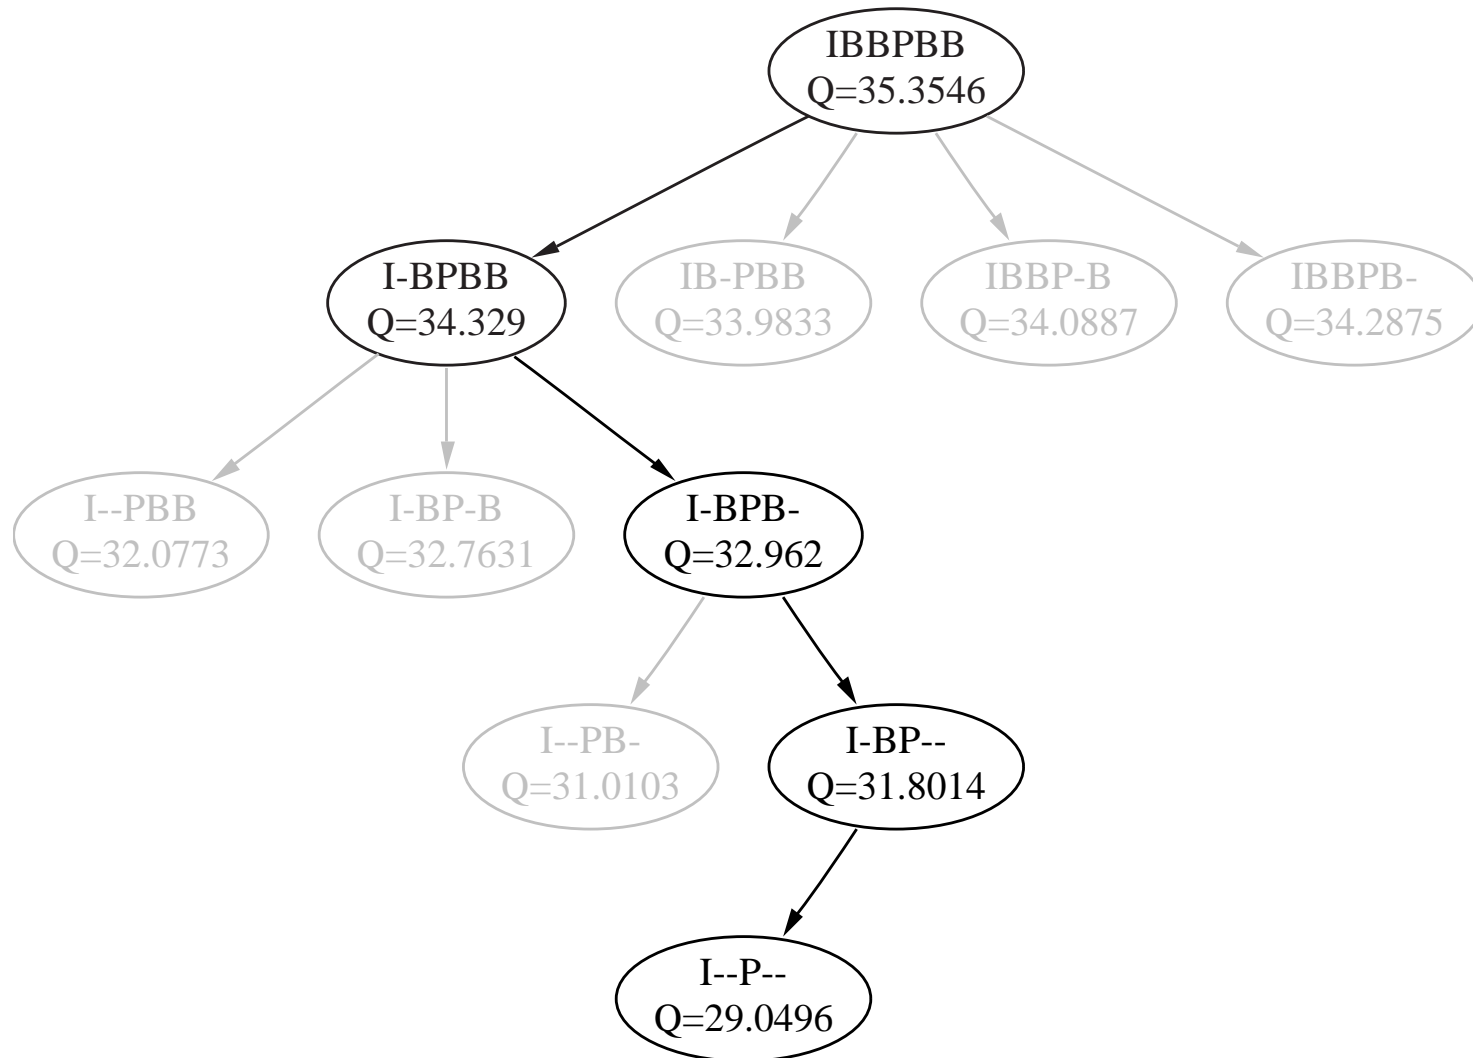 IBBPBB
Q=35.3546
I-BPBB
Q=34.329
IB-PBB
Q=33.9833
IBBP-B
Q=34.0887
IBBPB-
Q=34.2875
I--PBB
Q=32.0773
I-BP-B
Q=32.7631
I-BPB-
Q=32.962
I--PB-
Q=31.0103
I-BP--
Q=31.8014
I--P--
Q=29.0496